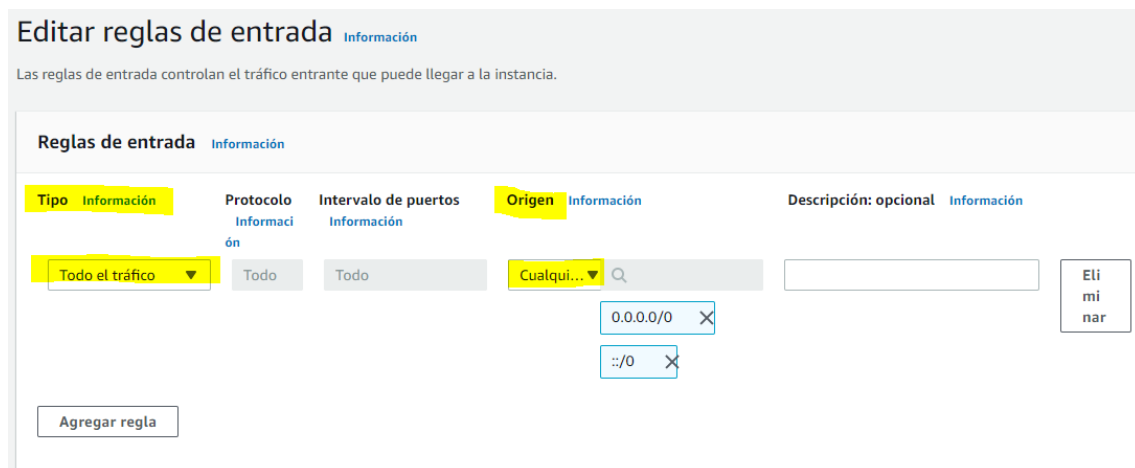 Editar reglas de entrada Información
Las reglas de entrada controlan el tráfico entrante que puede llegar a la instancia.
Reglas de entrada Información
Tipo Información Protocolo Informaci ón Intervalo de puertos Información Origen Información Descripción: opcional Información
Todo el tráfico Todo Todo Cualqui... Eli mi nar
0.0.0.0/0
::/0
Agregar regla